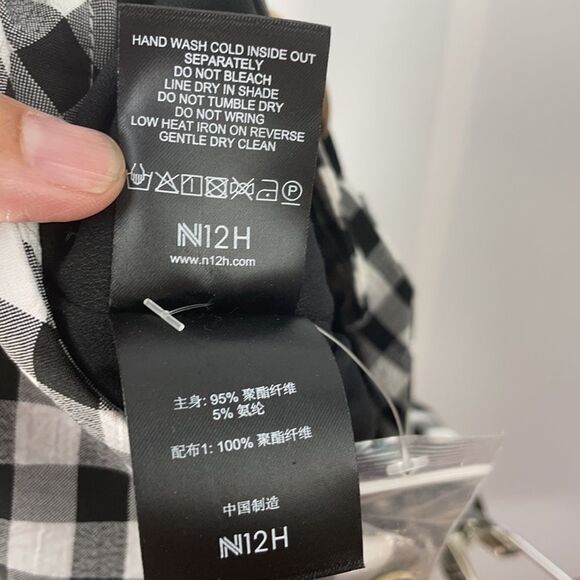 HAND WASH COLD INSIDE OUT
SEPARATELY
DO NOT BLEACH
LINE DRY IN SHADE
DO NOT TUMBLE DRY
DO NOT WRING
LOW HEAT IRON ON REVERSE
GENTLE DRY CLEAN
P
N12H
www.n12h.com
主身: 95% 聚酯纤维
5% 氨纶
配布1: 100% 聚酯纤维
中国制造
N12H